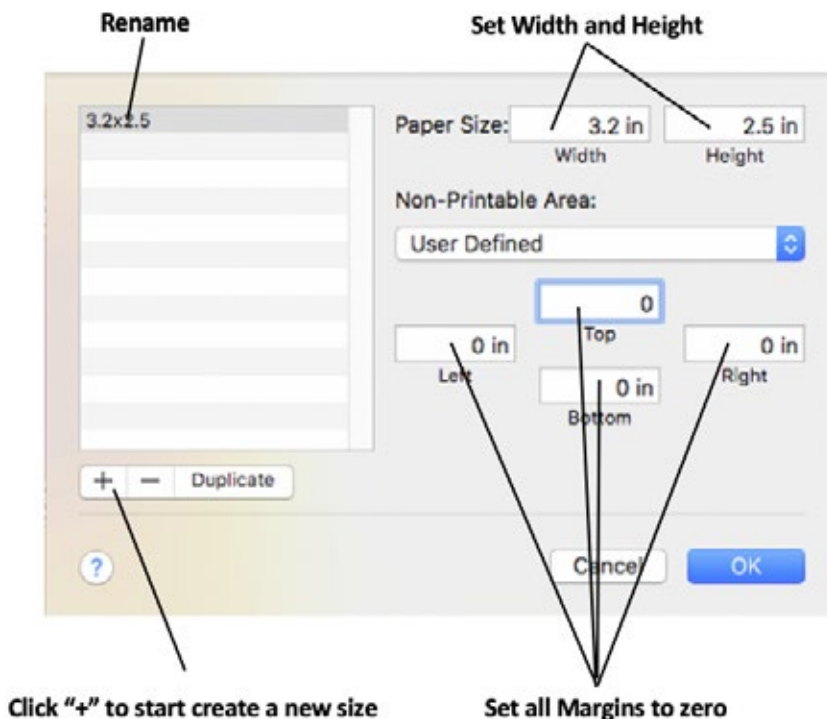 Rename
Set Width and Height
3.2x2.5
Paper Size:
3.2 in
2.5 in
Width
Height
Non-Printable Area:
User Defined
0
Top
0 in
0 in
Left
Right
0 in
Bottom
+ − Duplicate
?
Cancel
OK
Click “+” to start create a new size
Set all Margins to zero